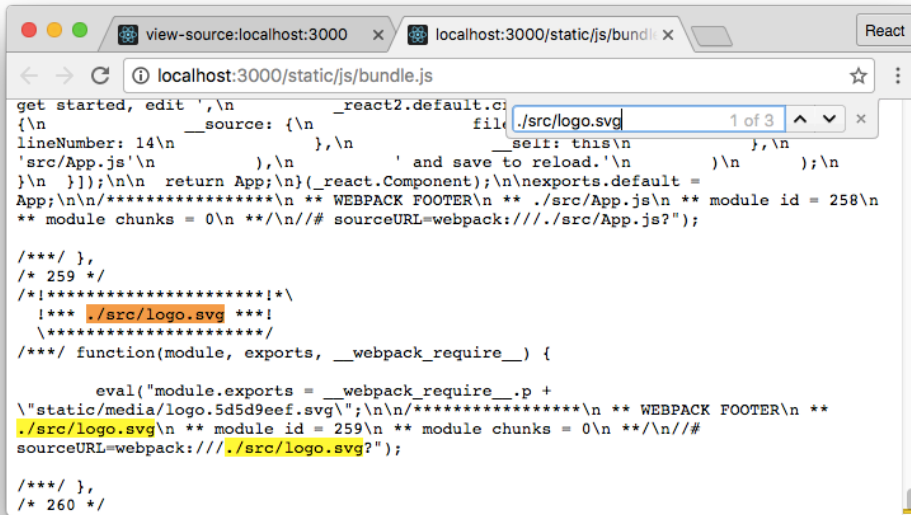 view-source:localhost:3000
localhost:3000/static/js/bundle
React
localhost:3000/static/js/bundle.js
./src/logo.svg 1 of 3
get started, edit ',\n _react2.default.c
{\n __source: {\n file
lineNumber: 14\n },\n __self: this\n },\n
'src/App.js'\n ),\n ' and save to reload.'\n )\n );\n
}\n }]);\n\n return App;\n}(_react.Component);\n\nexports.default =
App;\n\n/*****************\n ** WEBPACK FOOTER\n ** ./src/App.js\n ** module id = 258\n
** module chunks = 0\n **/\n//# sourceURL=webpack:///./src/App.js?");
/***/ },
/* 259 */
/*!**********************!*\
!*** ./src/logo.svg ***!
\**********************/
/***/ function(module, exports, __webpack_require__) {
eval("module.exports = __webpack_require__.p +
\"static/media/logo.5d5d9eef.svg\";\n\n/*****************\n ** WEBPACK FOOTER\n **
./src/logo.svg\n ** module id = 259\n ** module chunks = 0\n **/\n//#
sourceURL=webpack:///./src/logo.svg?");
/***/ },
/* 260 */